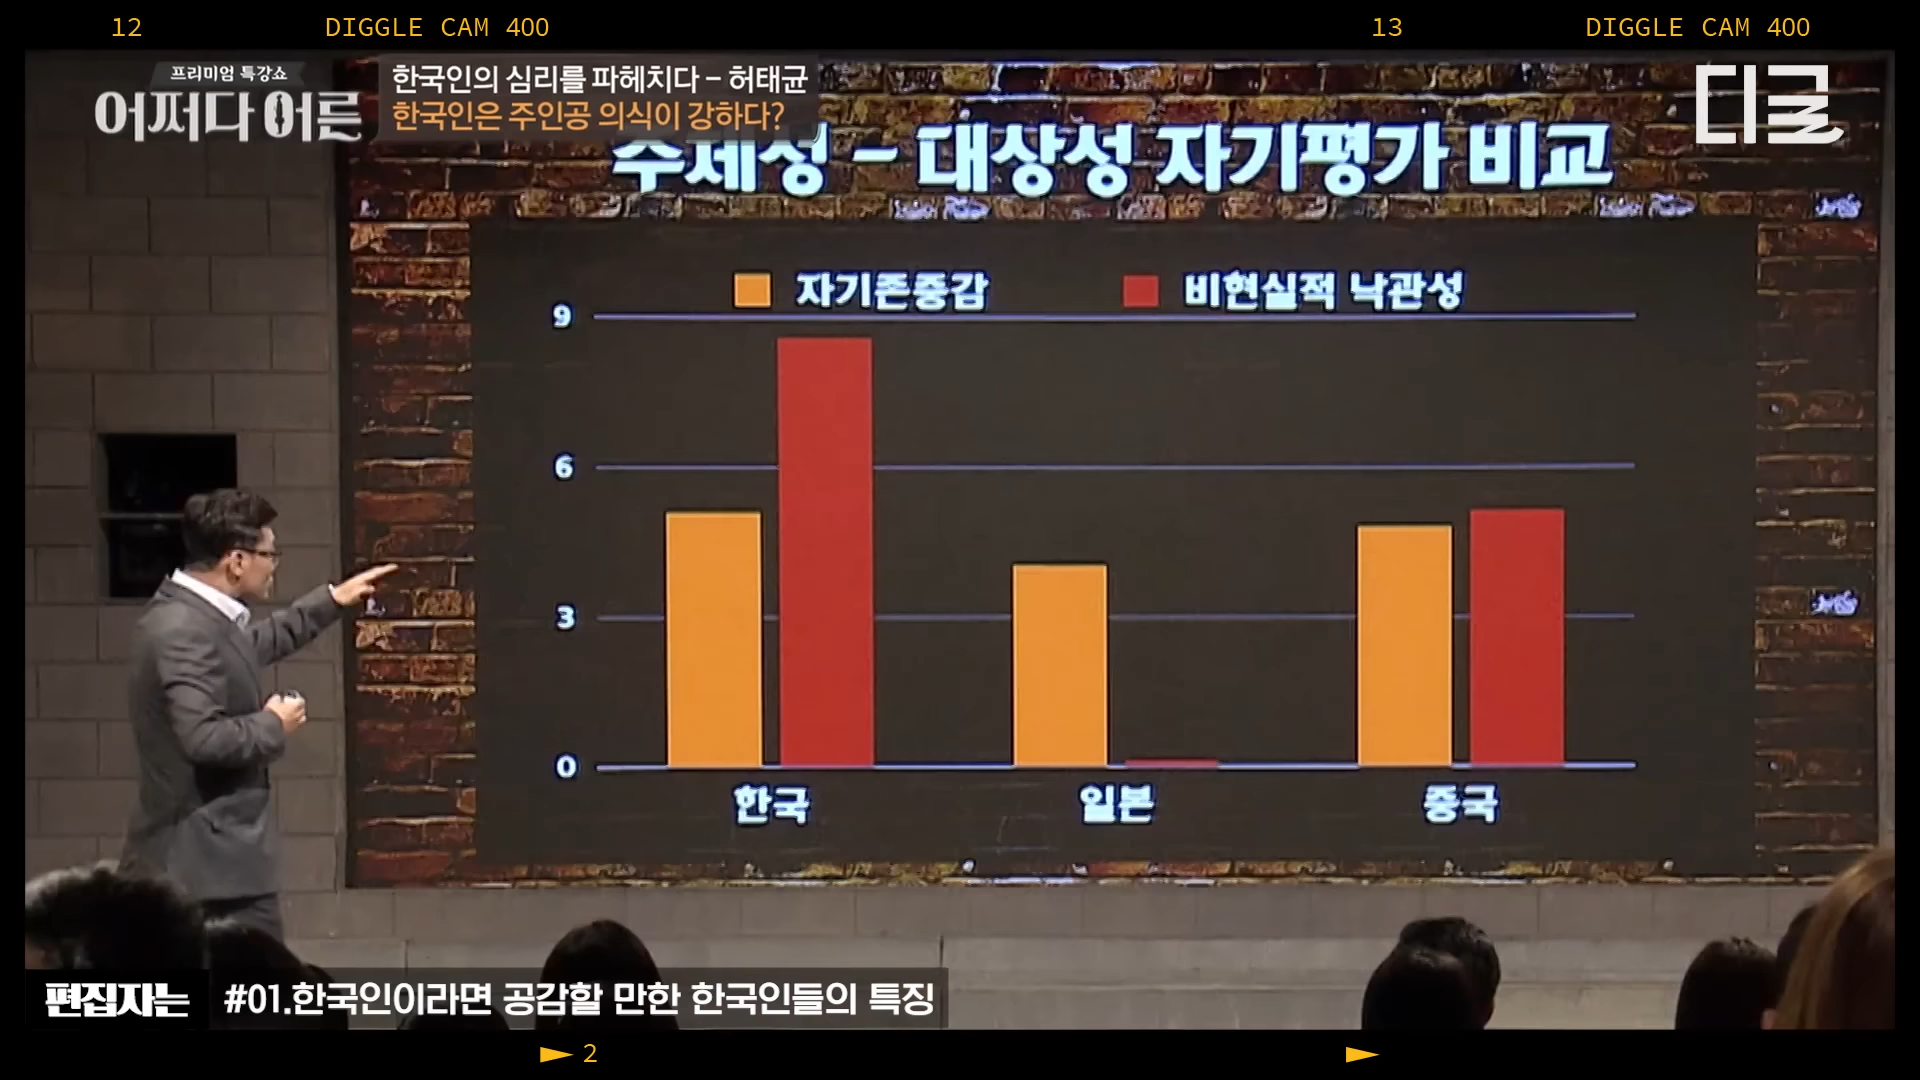 12 DIGGLE CAM 400 13 DIGGLE CAM 400
프리미엄 특강쇼
어쩌다 어른
한국인의 심리를 파헤치다 – 허태균
한국인은 주인공 의식이 강하다?
디글
주체성 – 대상성 자기평가 비교
자기존중감 비현실적 낙관성
9
6
3
0
한국 일본 중국
편집자는 #01.한국인이라면 공감할 만한 한국인들의 특징
2